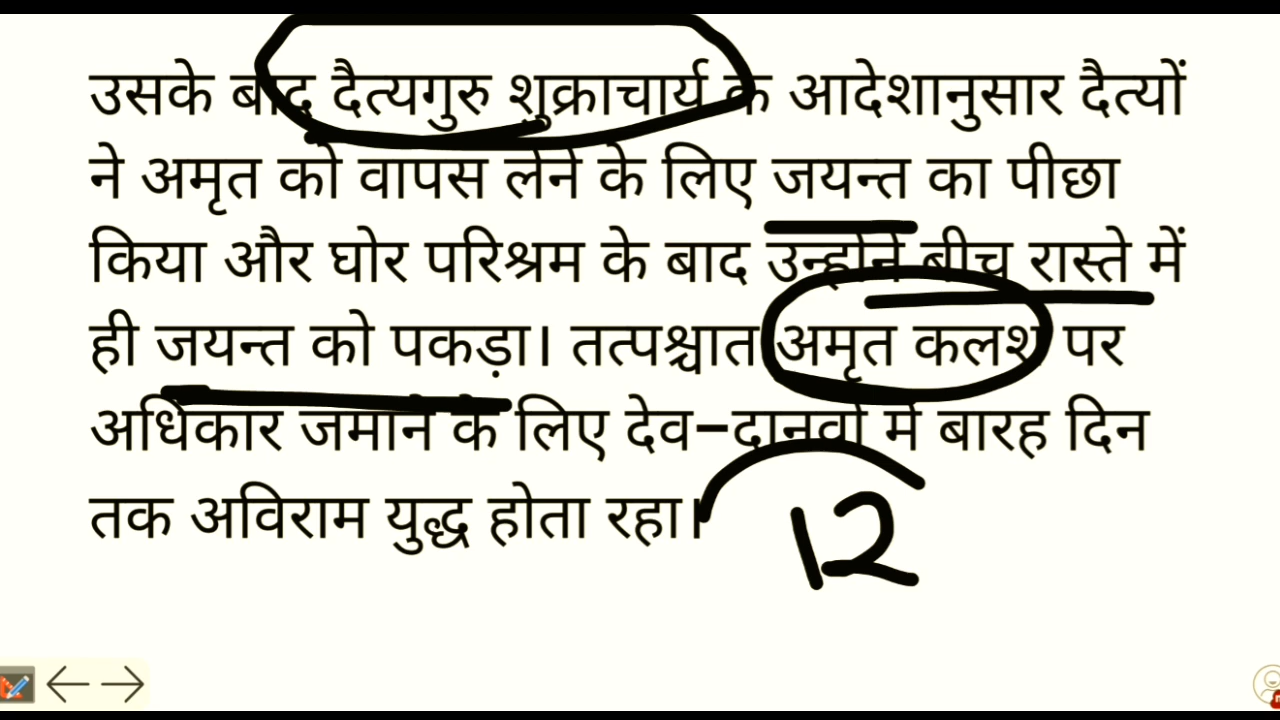 उसके बाद दैत्यगुरु शुक्राचार्य के आदेशानुसार दैत्यों
ने अमृत को वापस लेने के लिए जयन्त का पीछा
किया और घोर परिश्रम के बाद उन्होंने बीच रास्ते में
ही जयन्त को पकड़ा। तत्पश्चात अमृत कलश पर
अधिकार जमाने के लिए देव–दानवों में बारह दिन
तक अविराम युद्ध होता रहा।
12